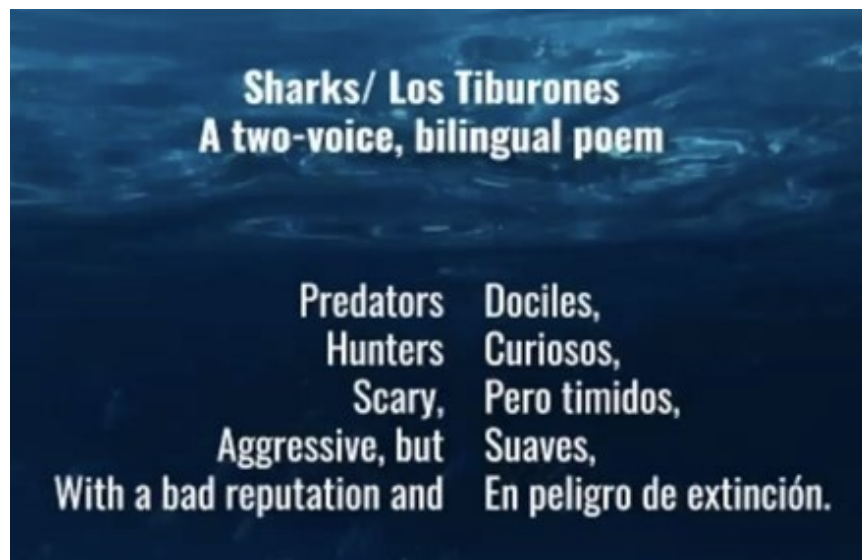 Sharks/ Los Tiburones
A two-voice, bilingual poem
Predators Dociles,
Hunters Curiosos,
Scary, Pero timidos,
Aggressive, but Suaves,
With a bad reputation and En peligro de extinción.